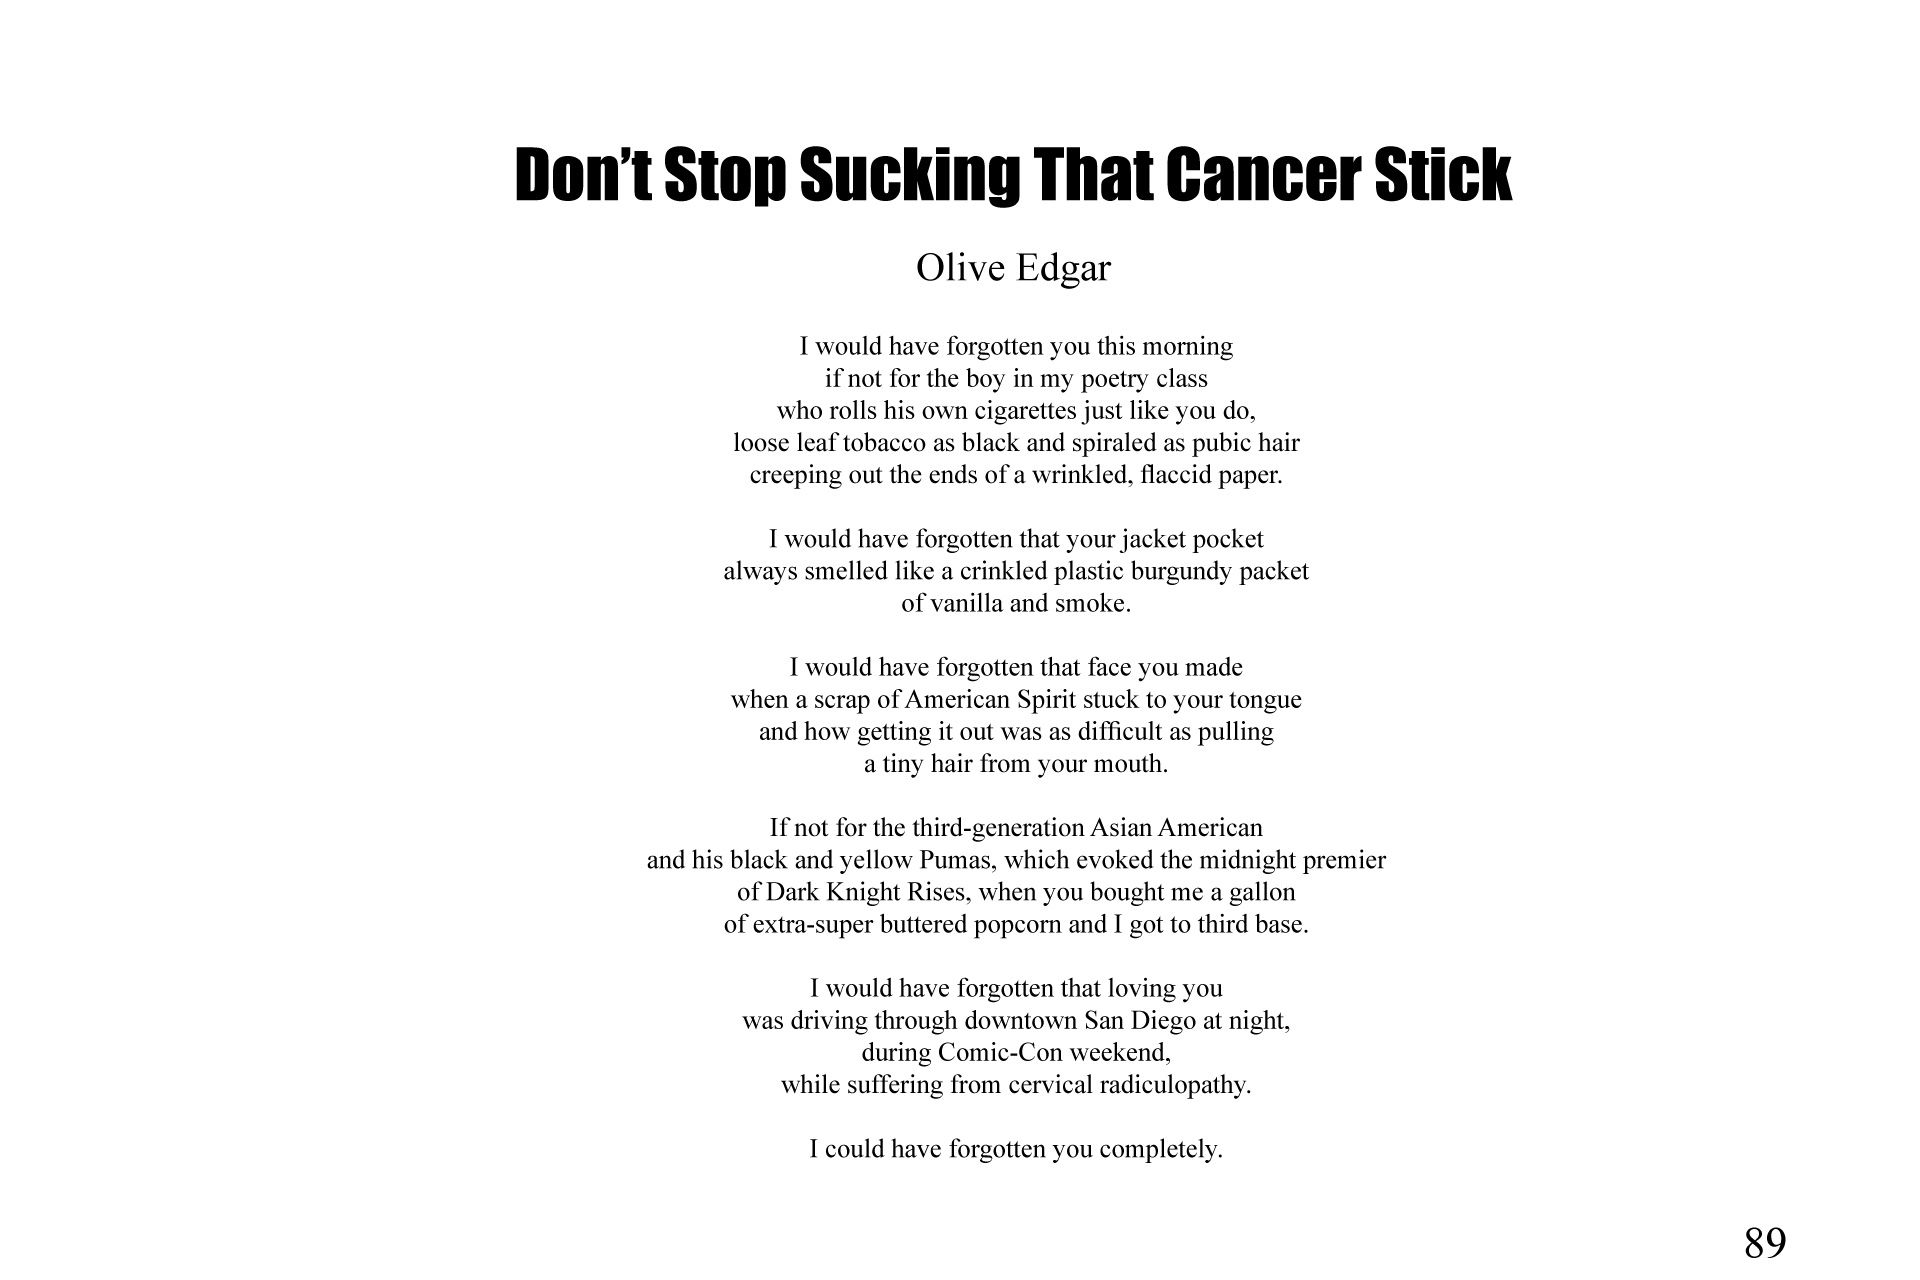 Don’t Stop Sucking That Cancer Stick
Olive Edgar
I would have forgotten you this morning
if not for the boy in my poetry class
who rolls his own cigarettes just like you do,
loose leaf tobacco as black and spiraled as pubic hair
creeping out the ends of a wrinkled, flaccid paper.
I would have forgotten that your jacket pocket
always smelled like a crinkled plastic burgundy packet
of vanilla and smoke.
I would have forgotten that face you made
when a scrap of American Spirit stuck to your tongue
and how getting it out was as difficult as pulling
a tiny hair from your mouth.
If not for the third-generation Asian American
and his black and yellow Pumas, which evoked the midnight premier
of Dark Knight Rises, when you bought me a gallon
of extra-super buttered popcorn and I got to third base.
I would have forgotten that loving you
was driving through downtown San Diego at night,
during Comic-Con weekend,
while suffering from cervical radiculopathy.
I could have forgotten you completely.
89